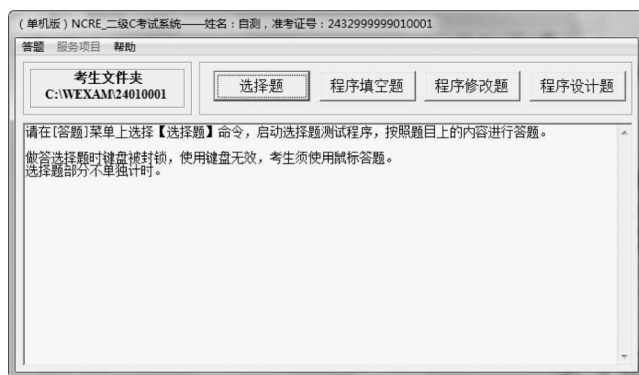 （单机版）NCRE_二级C考试系统——姓名：自测，准考证号：2432999999010001
答题 服务项目 帮助
考生文件夹
C:\WEXAM\24010001
选择题 程序填空题 程序修改题 程序设计题
请在[答题]菜单上选择【选择题】命令，启动选择题测试程序，按照题目上的内容进行答题。
做答选择题时键盘被封锁，使用键盘无效，考生须使用鼠标答题。
选择题部分不单独计时。